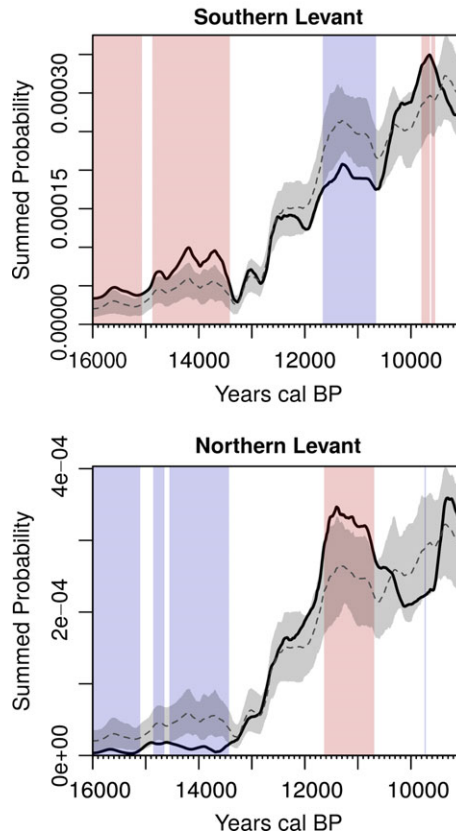 Southern Levant
Summed Probability
0.00000
0.00015
0.00030
16000 14000 12000 10000
Years cal BP
Northern Levant
Summed Probability
0e+00
2e-04
4e-04
16000 14000 12000 10000
Years cal BP